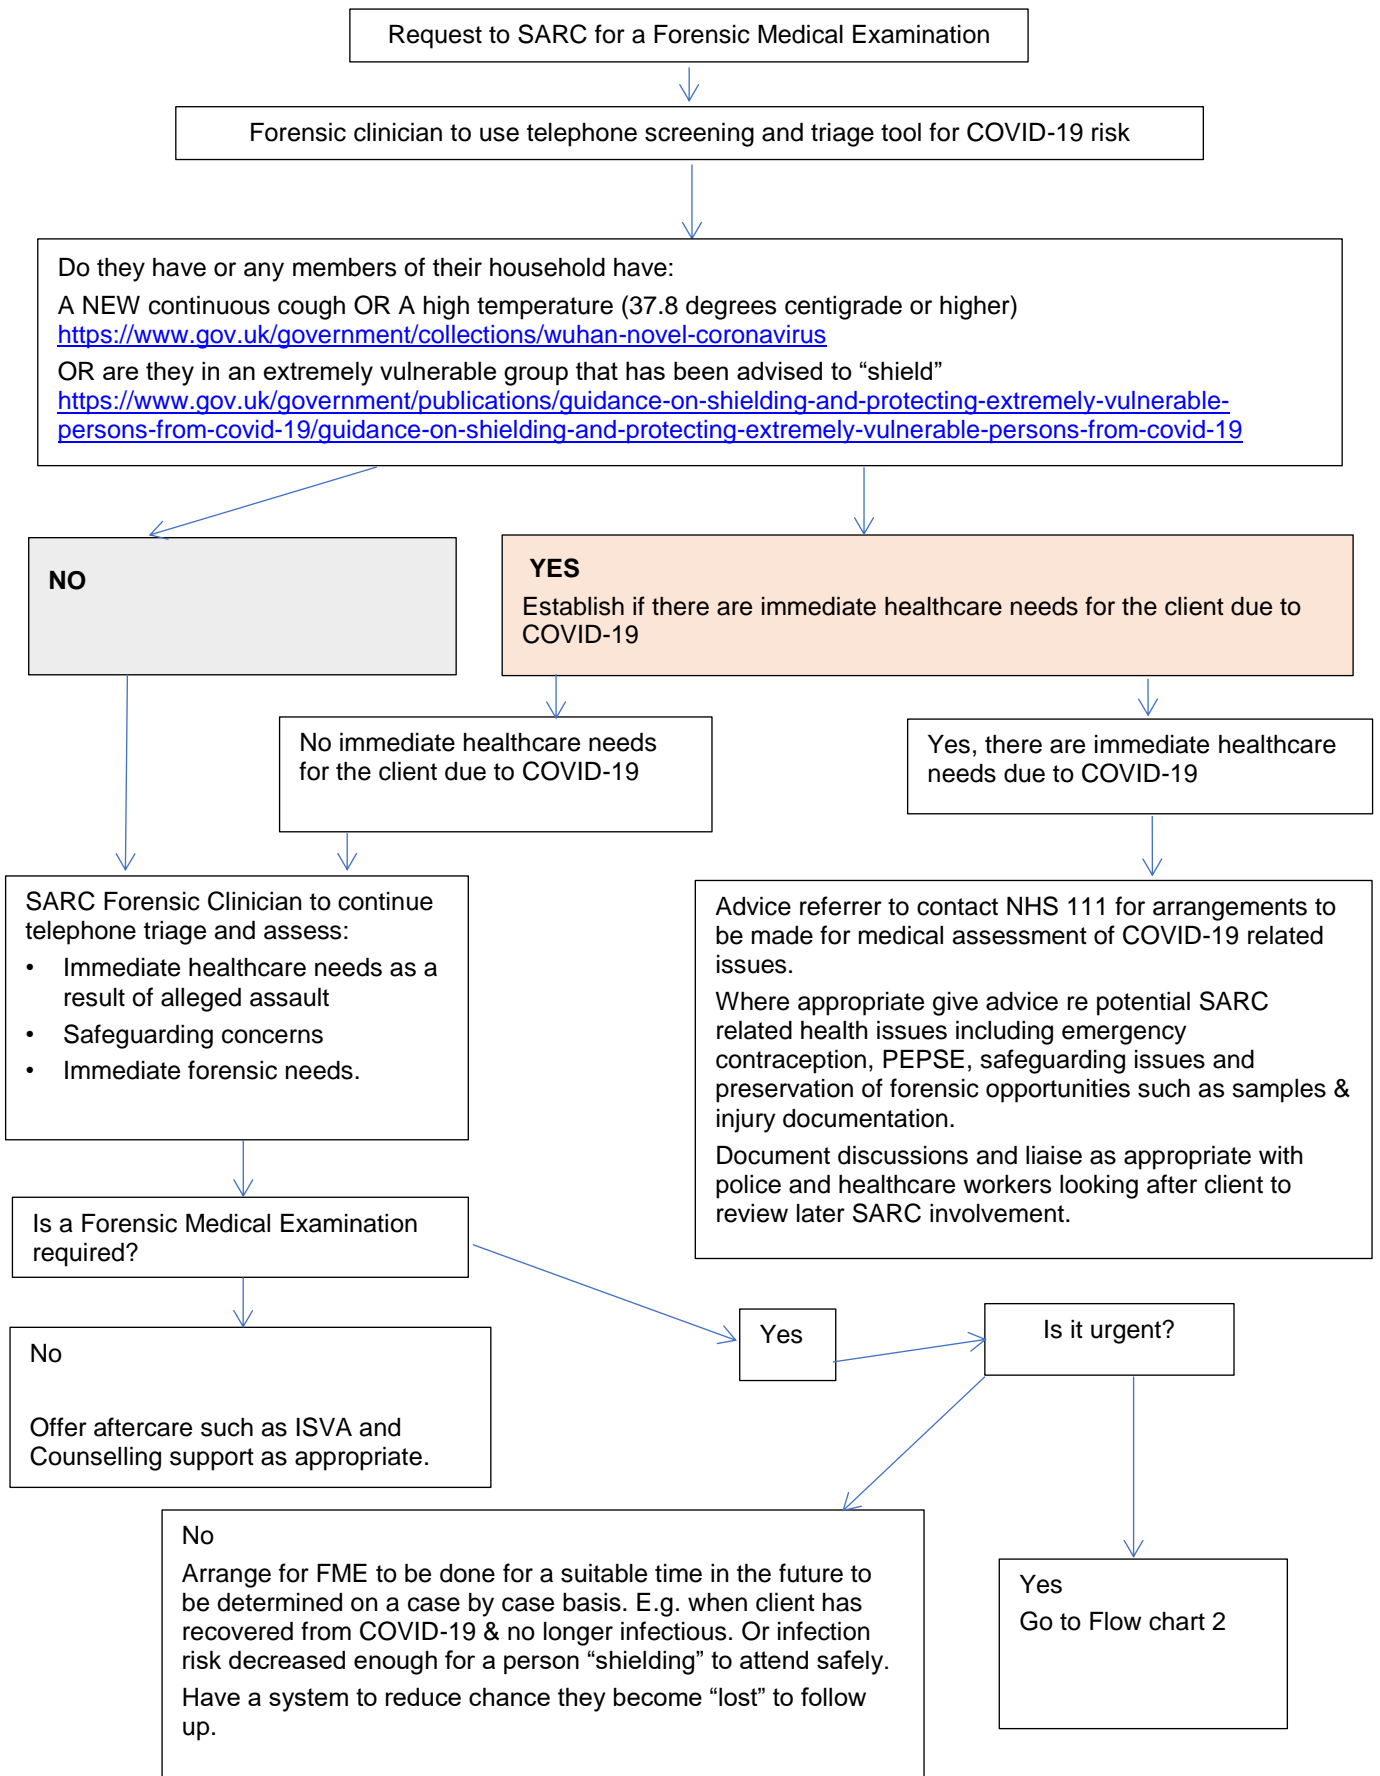 Request to SARC for a Forensic Medical Examination
Forensic clinician to use telephone screening and triage tool for COVID-19 risk
Do they have or any members of their household have:
A NEW continuous cough OR A high temperature (37.8 degrees centigrade or higher)
https://www.gov.uk/government/collections/wuhan-novel-coronavirus
OR are they in an extremely vulnerable group that has been advised to “shield”
https://www.gov.uk/government/publications/guidance-on-shielding-and-protecting-extremely-vulnerable-
persons-from-covid-19/guidance-on-shielding-and-protecting-extremely-vulnerable-persons-from-covid-19
NO
YES
Establish if there are immediate healthcare needs for the client due to
COVID-19
No immediate healthcare needs
for the client due to COVID-19
Yes, there are immediate healthcare
needs due to COVID-19
SARC Forensic Clinician to continue
telephone triage and assess:
• Immediate healthcare needs as a
result of alleged assault
• Safeguarding concerns
• Immediate forensic needs.
Advice referrer to contact NHS 111 for arrangements to
be made for medical assessment of COVID-19 related
issues.
Where appropriate give advice re potential SARC
related health issues including emergency
contraception, PEPSE, safeguarding issues and
preservation of forensic opportunities such as samples &
injury documentation.
Document discussions and liaise as appropriate with
police and healthcare workers looking after client to
review later SARC involvement.
Is a Forensic Medical Examination
required?
Yes
Is it urgent?
No
Offer aftercare such as ISVA and
Counselling support as appropriate.
No
Arrange for FME to be done for a suitable time in the future to
be determined on a case by case basis. E.g. when client has
recovered from COVID-19 & no longer infectious. Or infection
risk decreased enough for a person “shielding” to attend safely.
Have a system to reduce chance they become “lost” to follow
up.
Yes
Go to Flow chart 2